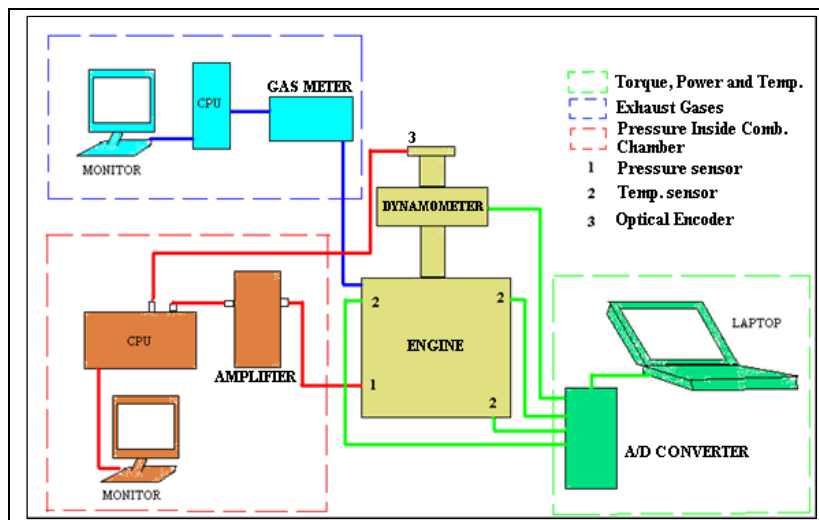 GAS METER
CPU
MONITOR
3
DYNAMOMETER
Torque, Power and Temp.
Exhaust Gases
Pressure Inside Comb.
Chamber
1 Pressure sensor
2 Temp. sensor
3 Optical Encoder
CPU
AMPLIFIER
MONITOR
2
2
ENGINE
1
2
LAPTOP
A/D CONVERTER